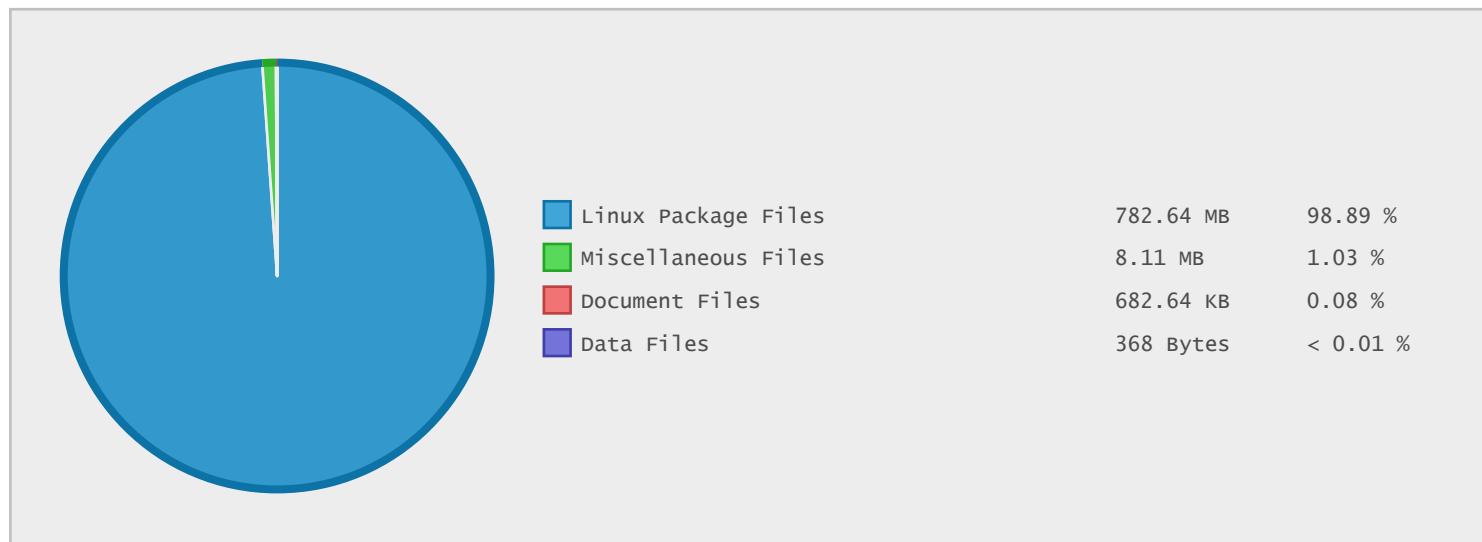 Linux Package Files 782.64 MB 98.89 %
Miscellaneous Files 8.11 MB 1.03 %
Document Files 682.64 KB 0.08 %
Data Files 368 Bytes < 0.01 %